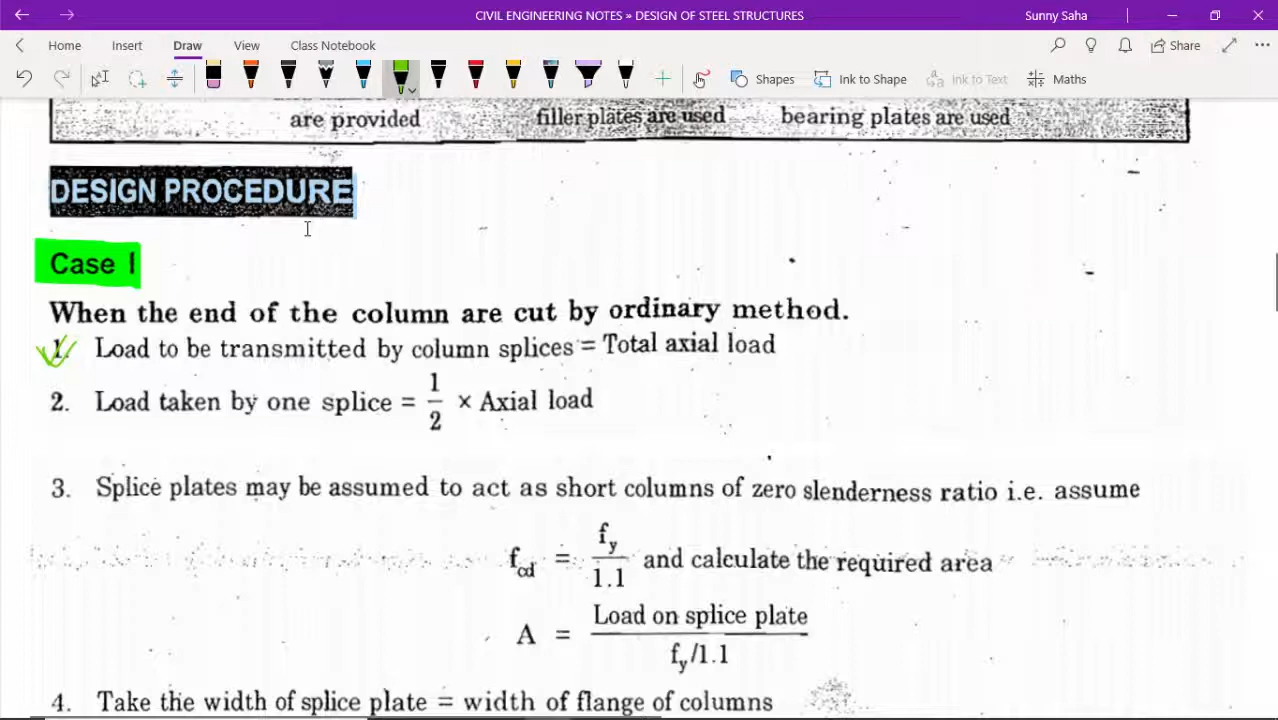 CIVIL ENGINEERING NOTES » DESIGN OF STEEL STRUCTURES
Sunny Saha
Home Insert Draw View Class Notebook
Share
Shapes Ink to Shape Ink to Text Maths
are provided filler plates are used bearing plates are used
DESIGN PROCEDURE
Case I
When the end of the column are cut by ordinary method.
1. Load to be transmitted by column splices = Total axial load
2. Load taken by one splice = 1/2 × Axial load
3. Splice plates may be assumed to act as short columns of zero slenderness ratio i.e. assume
f_cd = f_y/1.1 and calculate the required area
A = Load on splice plate / f_y/1.1
4. Take the width of splice plate = width of flange of columns